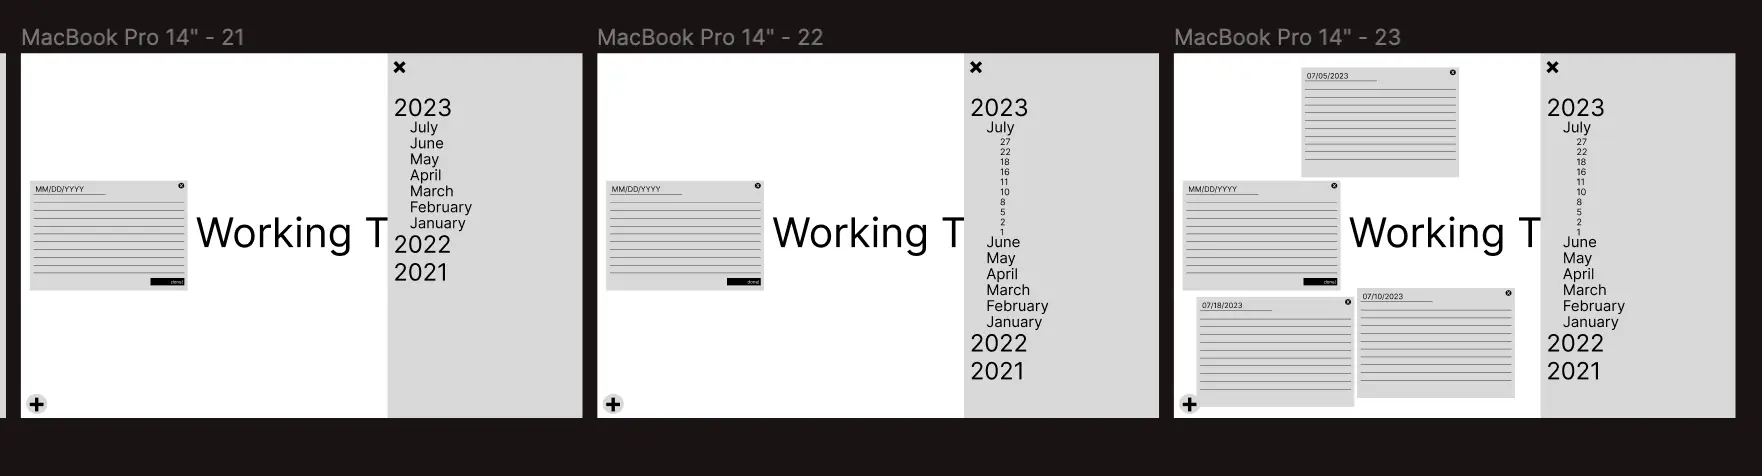 MacBook Pro 14" - 21
2023
July
June
May
April
March
February
January
2022
2021
MM/DD/YYYY
done!
Working T
MacBook Pro 14" - 22
2023
July
27
22
18
16
11
10
8
5
2
1
June
May
April
March
February
January
2022
2021
MM/DD/YYYY
done!
Working T
MacBook Pro 14" - 23
07/05/2023
2023
July
27
22
18
16
11
10
8
5
2
1
June
May
April
March
February
January
2022
2021
MM/DD/YYYY
done!
Working T
07/18/2023
07/10/2023